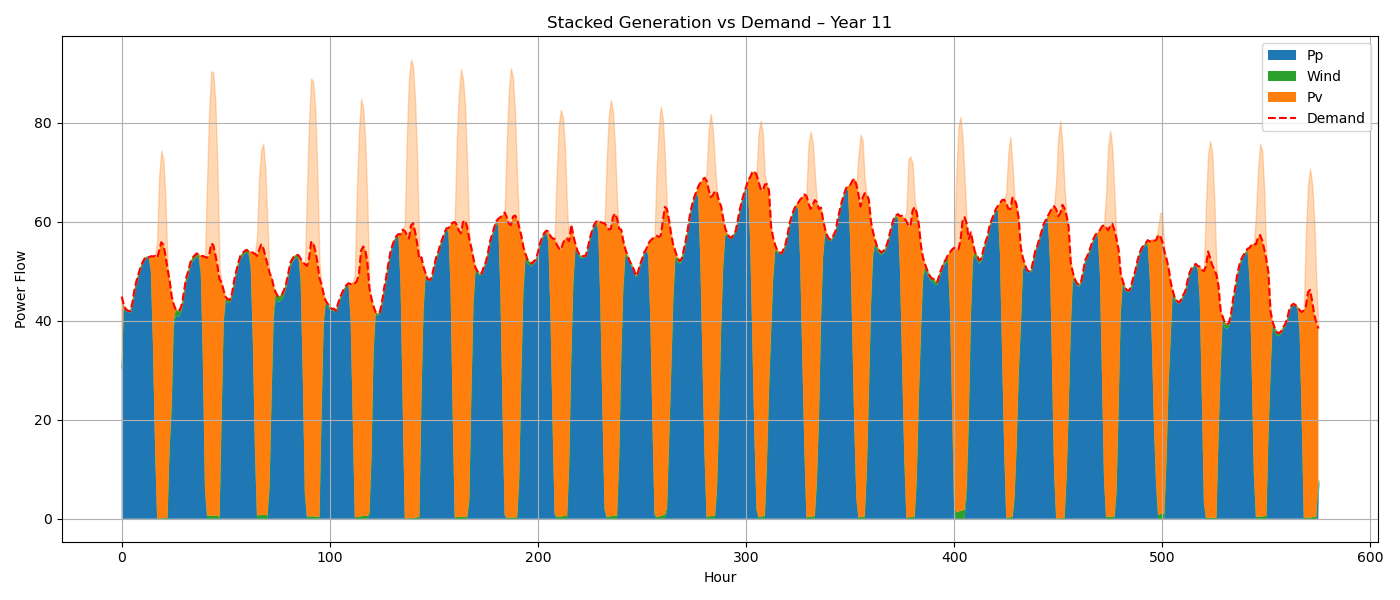 Stacked Generation vs Demand – Year 11
Power Flow
80
60
40
20
0
0 100 200 300 400 500 600
Hour
Pp
Wind
Pv
Demand